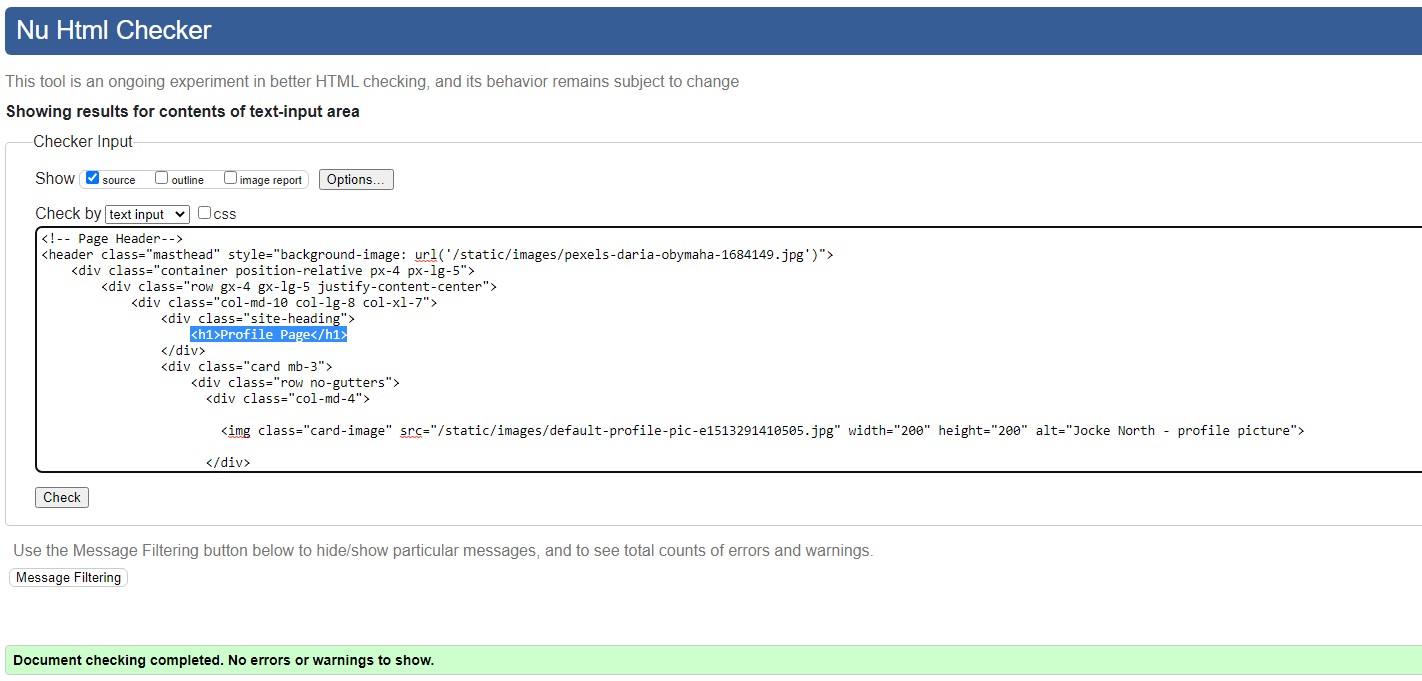 Nu Html Checker
This tool is an ongoing experiment in better HTML checking, and its behavior remains subject to change
Showing results for contents of text-input area
Checker Input
Show source outline image report Options...
Check by text input css
<!-- Page Header-->
<header class="masthead" style="background-image: url('/static/images/pexels-daria-obymaha-1684149.jpg')">
<div class="container position-relative px-4 px-lg-5">
<div class="row gx-4 gx-lg-5 justify-content-center">
<div class="col-md-10 col-lg-8 col-xl-7">
<div class="site-heading">
<h1>Profile Page</h1>
</div>
<div class="card mb-3">
<div class="row no-gutters">
<div class="col-md-4">
<img class="card-image" src="/static/images/default-profile-pic-e1513291410505.jpg" width="200" height="200" alt="Jocke North - profile picture">
</div>
Check
Use the Message Filtering button below to hide/show particular messages, and to see total counts of errors and warnings.
Message Filtering
Document checking completed. No errors or warnings to show.